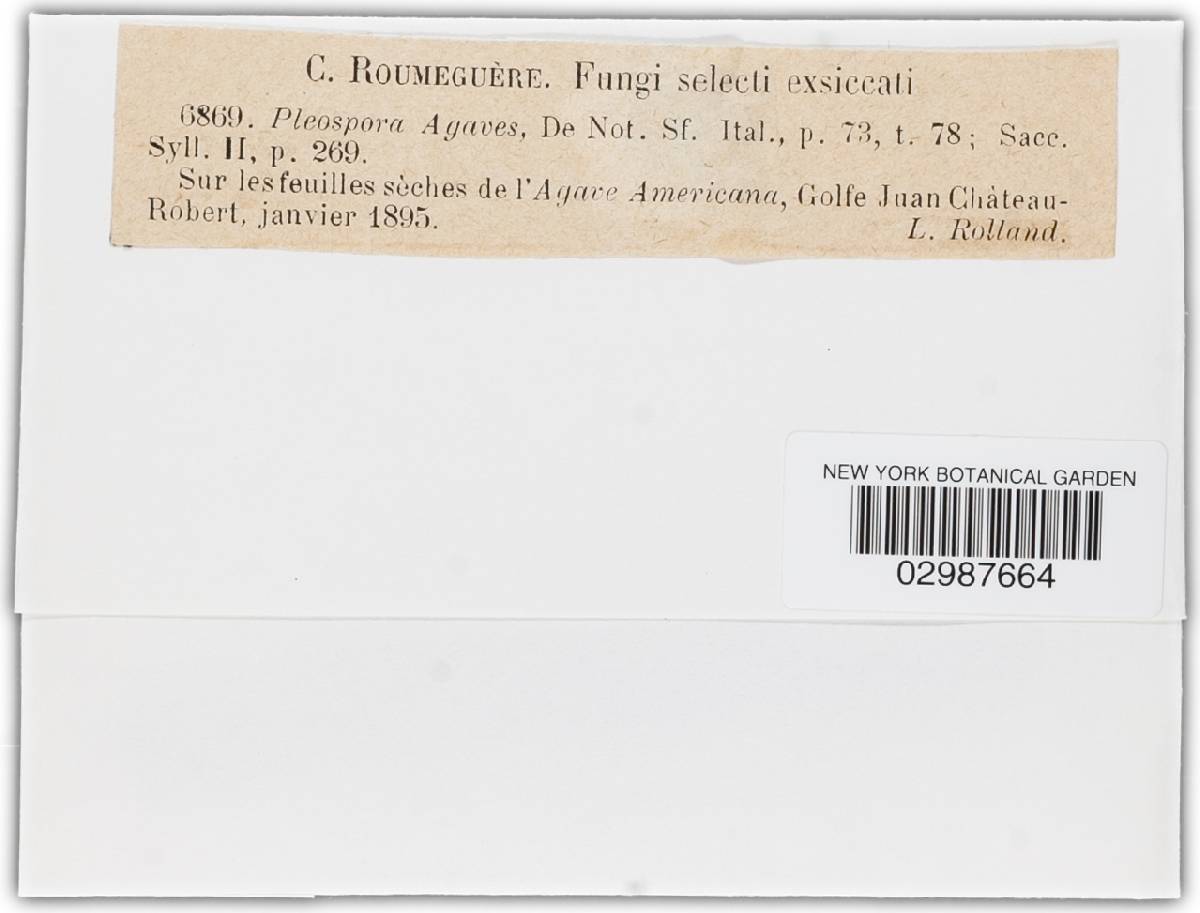 C. ROUMEGUÈRE. Fungi selecti exsiccati
6869. Pleospora Agaves, De Not. Sf. Ital., p. 73, t. 78; Sacc.
Syll. II, p. 269.
Sur les feuilles sèches de l'Agave Americana, Golfe Juan Château-
Robert, janvier 1895.
L. Rolland.
NEW YORK BOTANICAL GARDEN
02987664